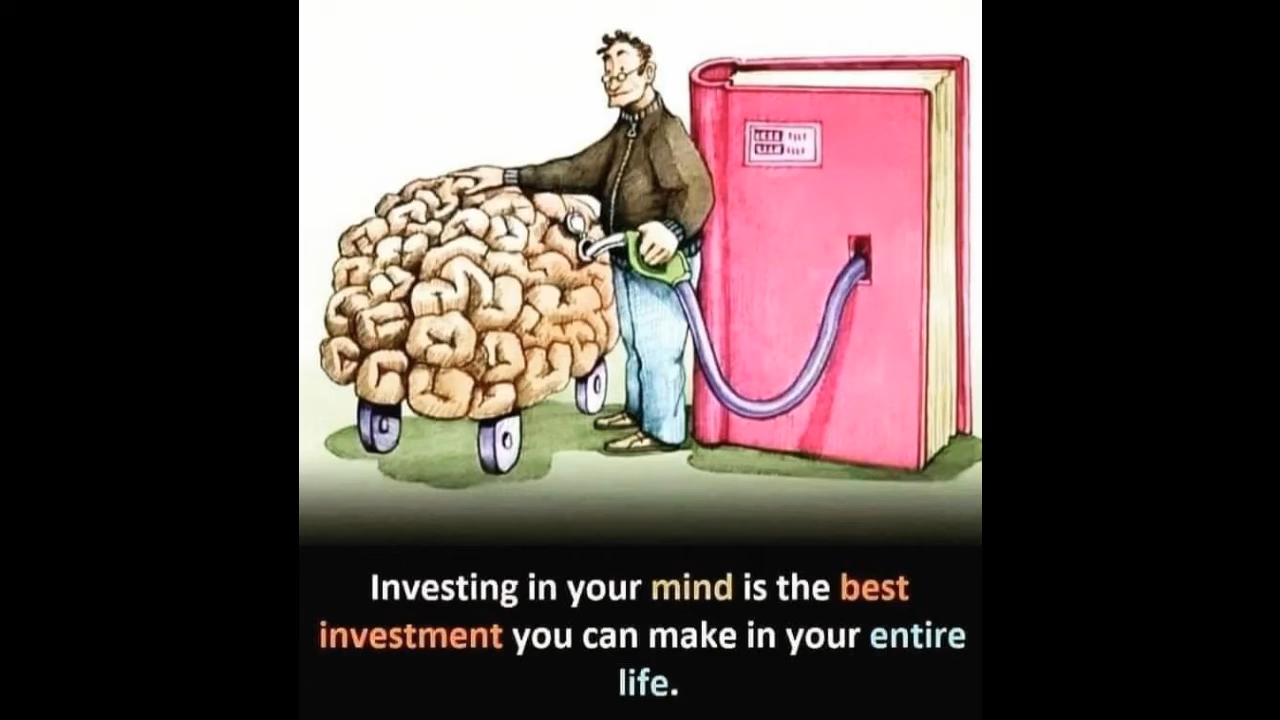 Investing in your mind is the best
investment you can make in your entire
life.